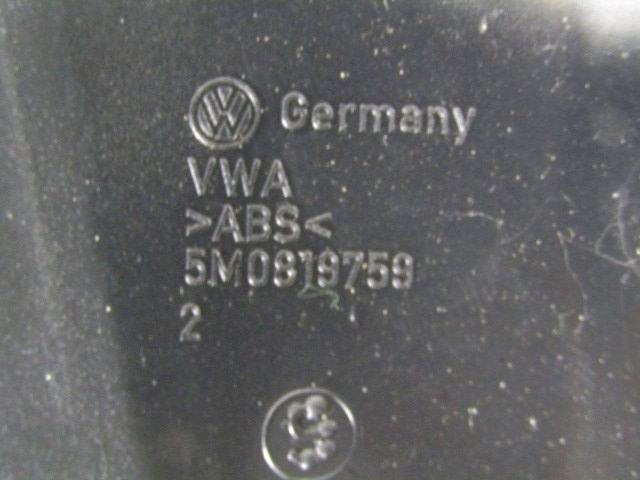 Germany
VWA
>ABS<
5M0819759
2